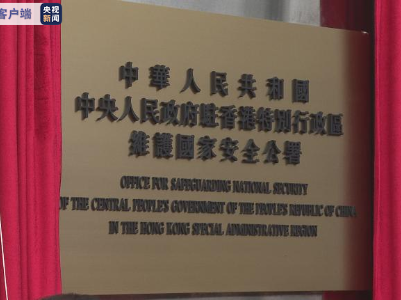 客户端
央视
新闻
中華人民共和國
中央人民政府駐香港特别行政區
維護國家安全公署
OFFICE FOR SAFEGUARDING NATIONAL SECURITY
OF THE CENTRAL PEOPLE'S GOVERNMENT OF THE PEOPLE'S REPUBLIC OF CHINA
IN THE HONG KONG SPECIAL ADMINISTRATIVE REGION